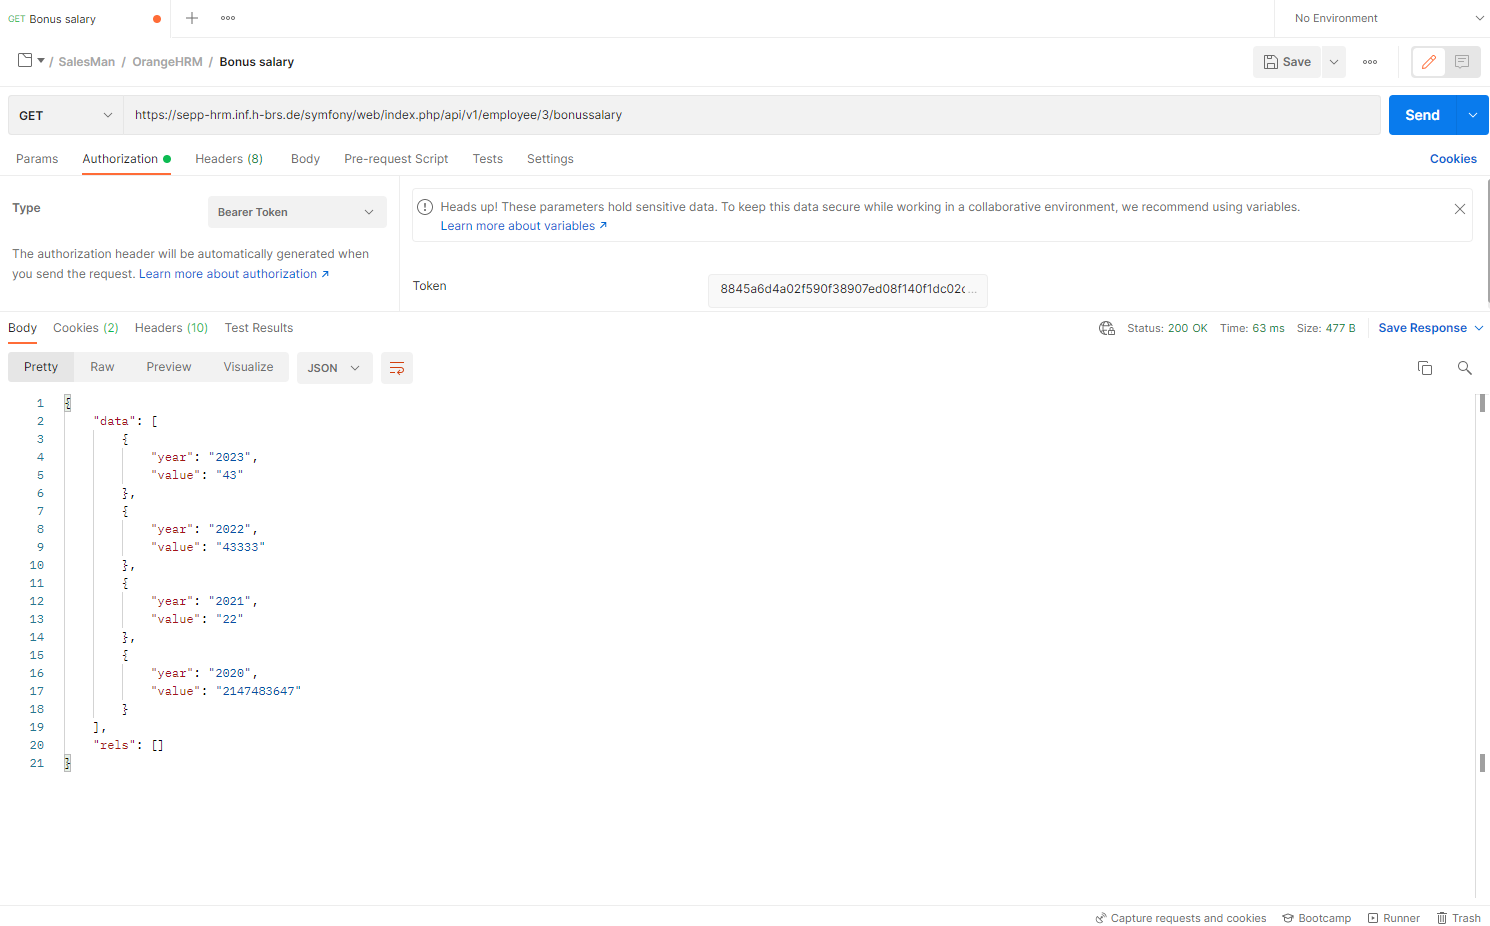 GET Bonus salary
No Environment
/ SalesMan / OrangeHRM / Bonus salary
Save
GET
https://sepp-hrm.inf.h-brs.de/symfony/web/index.php/api/v1/employee/3/bonussalary
Send
Params Authorization Headers (8) Body Pre-request Script Tests Settings Cookies
Type
Bearer Token
The authorization header will be automatically generated when
you send the request. Learn more about authorization ↗
Heads up! These parameters hold sensitive data. To keep this data secure while working in a collaborative environment, we recommend using variables.
Learn more about variables ↗
Token
8845a6d4a02f590f38907ed08f140f1dc02c...
Body Cookies (2) Headers (10) Test Results
Status: 200 OK Time: 63 ms Size: 477 B Save Response
Pretty Raw Preview Visualize JSON
1 {
2 "data": [
3 {
4 "year": "2023",
5 "value": "43"
6 },
7 {
8 "year": "2022",
9 "value": "43333"
10 },
11 {
12 "year": "2021",
13 "value": "22"
14 },
15 {
16 "year": "2020",
17 "value": "2147483647"
18 }
19 ],
20 "rels": []
21 }
Capture requests and cookies Bootcamp Runner Trash